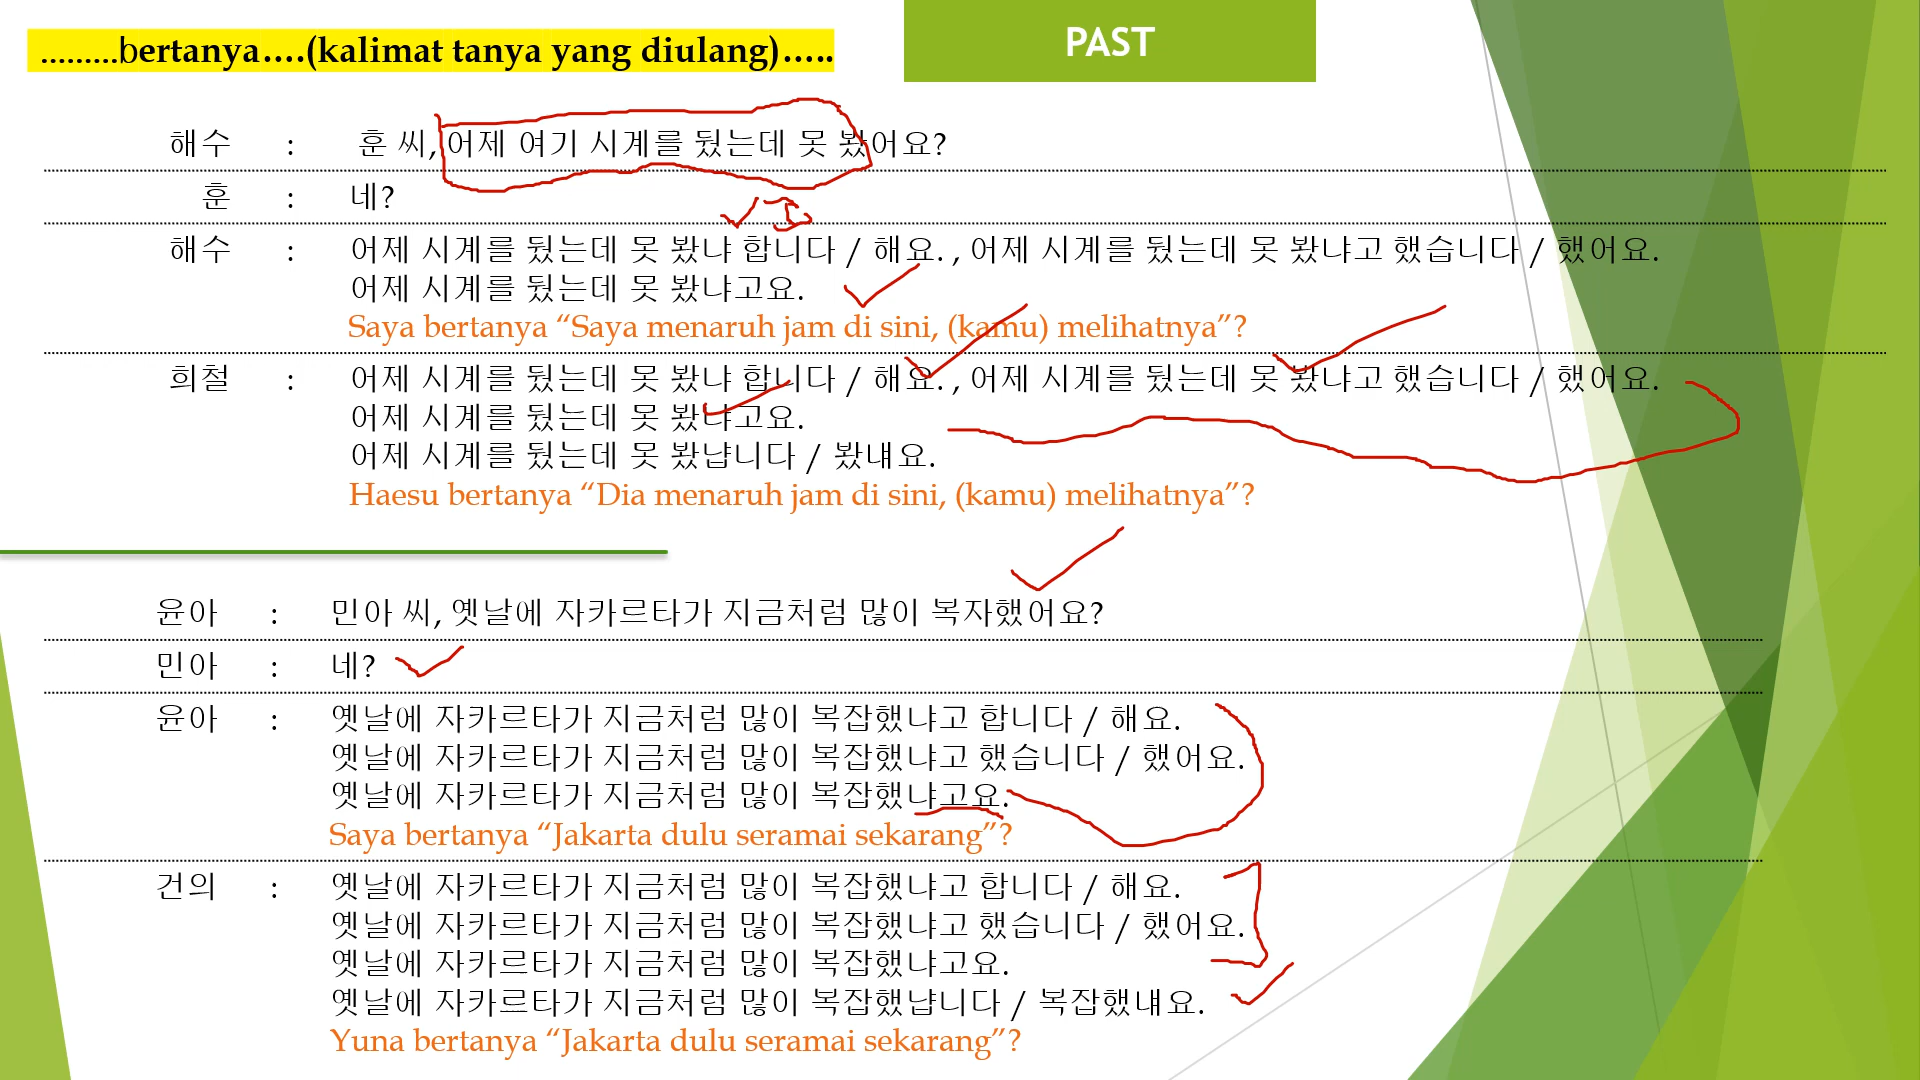 .........bertanya....(kalimat tanya yang diulang).....
PAST
해수 : 훈 씨, 어제 여기 시계를 뒀는데 못 봤어요?
훈 : 네?
해수 : 어제 시계를 뒀는데 못 봤냐 합니다 / 해요. , 어제 시계를 뒀는데 못 봤냐고 했습니다 / 했어요.
어제 시계를 뒀는데 못 봤냐고요.
Saya bertanya “Saya menaruh jam di sini, (kamu) melihatnya”?
희철 : 어제 시계를 뒀는데 못 봤냐 합니다 / 해요. , 어제 시계를 뒀는데 못 봤냐고 했습니다 / 했어요.
어제 시계를 뒀는데 못 봤냐고요.
어제 시계를 뒀는데 못 봤냡니다 / 봤냬요.
Haesu bertanya “Dia menaruh jam di sini, (kamu) melihatnya”?
윤아 : 민아 씨, 옛날에 자카르타가 지금처럼 많이 복자했어요?
민아 : 네?
윤아 : 옛날에 자카르타가 지금처럼 많이 복잡했냐고 합니다 / 해요.
옛날에 자카르타가 지금처럼 많이 복잡했냐고 했습니다 / 했어요.
옛날에 자카르타가 지금처럼 많이 복잡했냐고요.
Saya bertanya “Jakarta dulu seramai sekarang”?
건의 : 옛날에 자카르타가 지금처럼 많이 복잡했냐고 합니다 / 해요.
옛날에 자카르타가 지금처럼 많이 복잡했냐고 했습니다 / 했어요.
옛날에 자카르타가 지금처럼 많이 복잡했냐고요.
옛날에 자카르타가 지금처럼 많이 복잡했냡니다 / 복잡했냬요.
Yuna bertanya “Jakarta dulu seramai sekarang”?